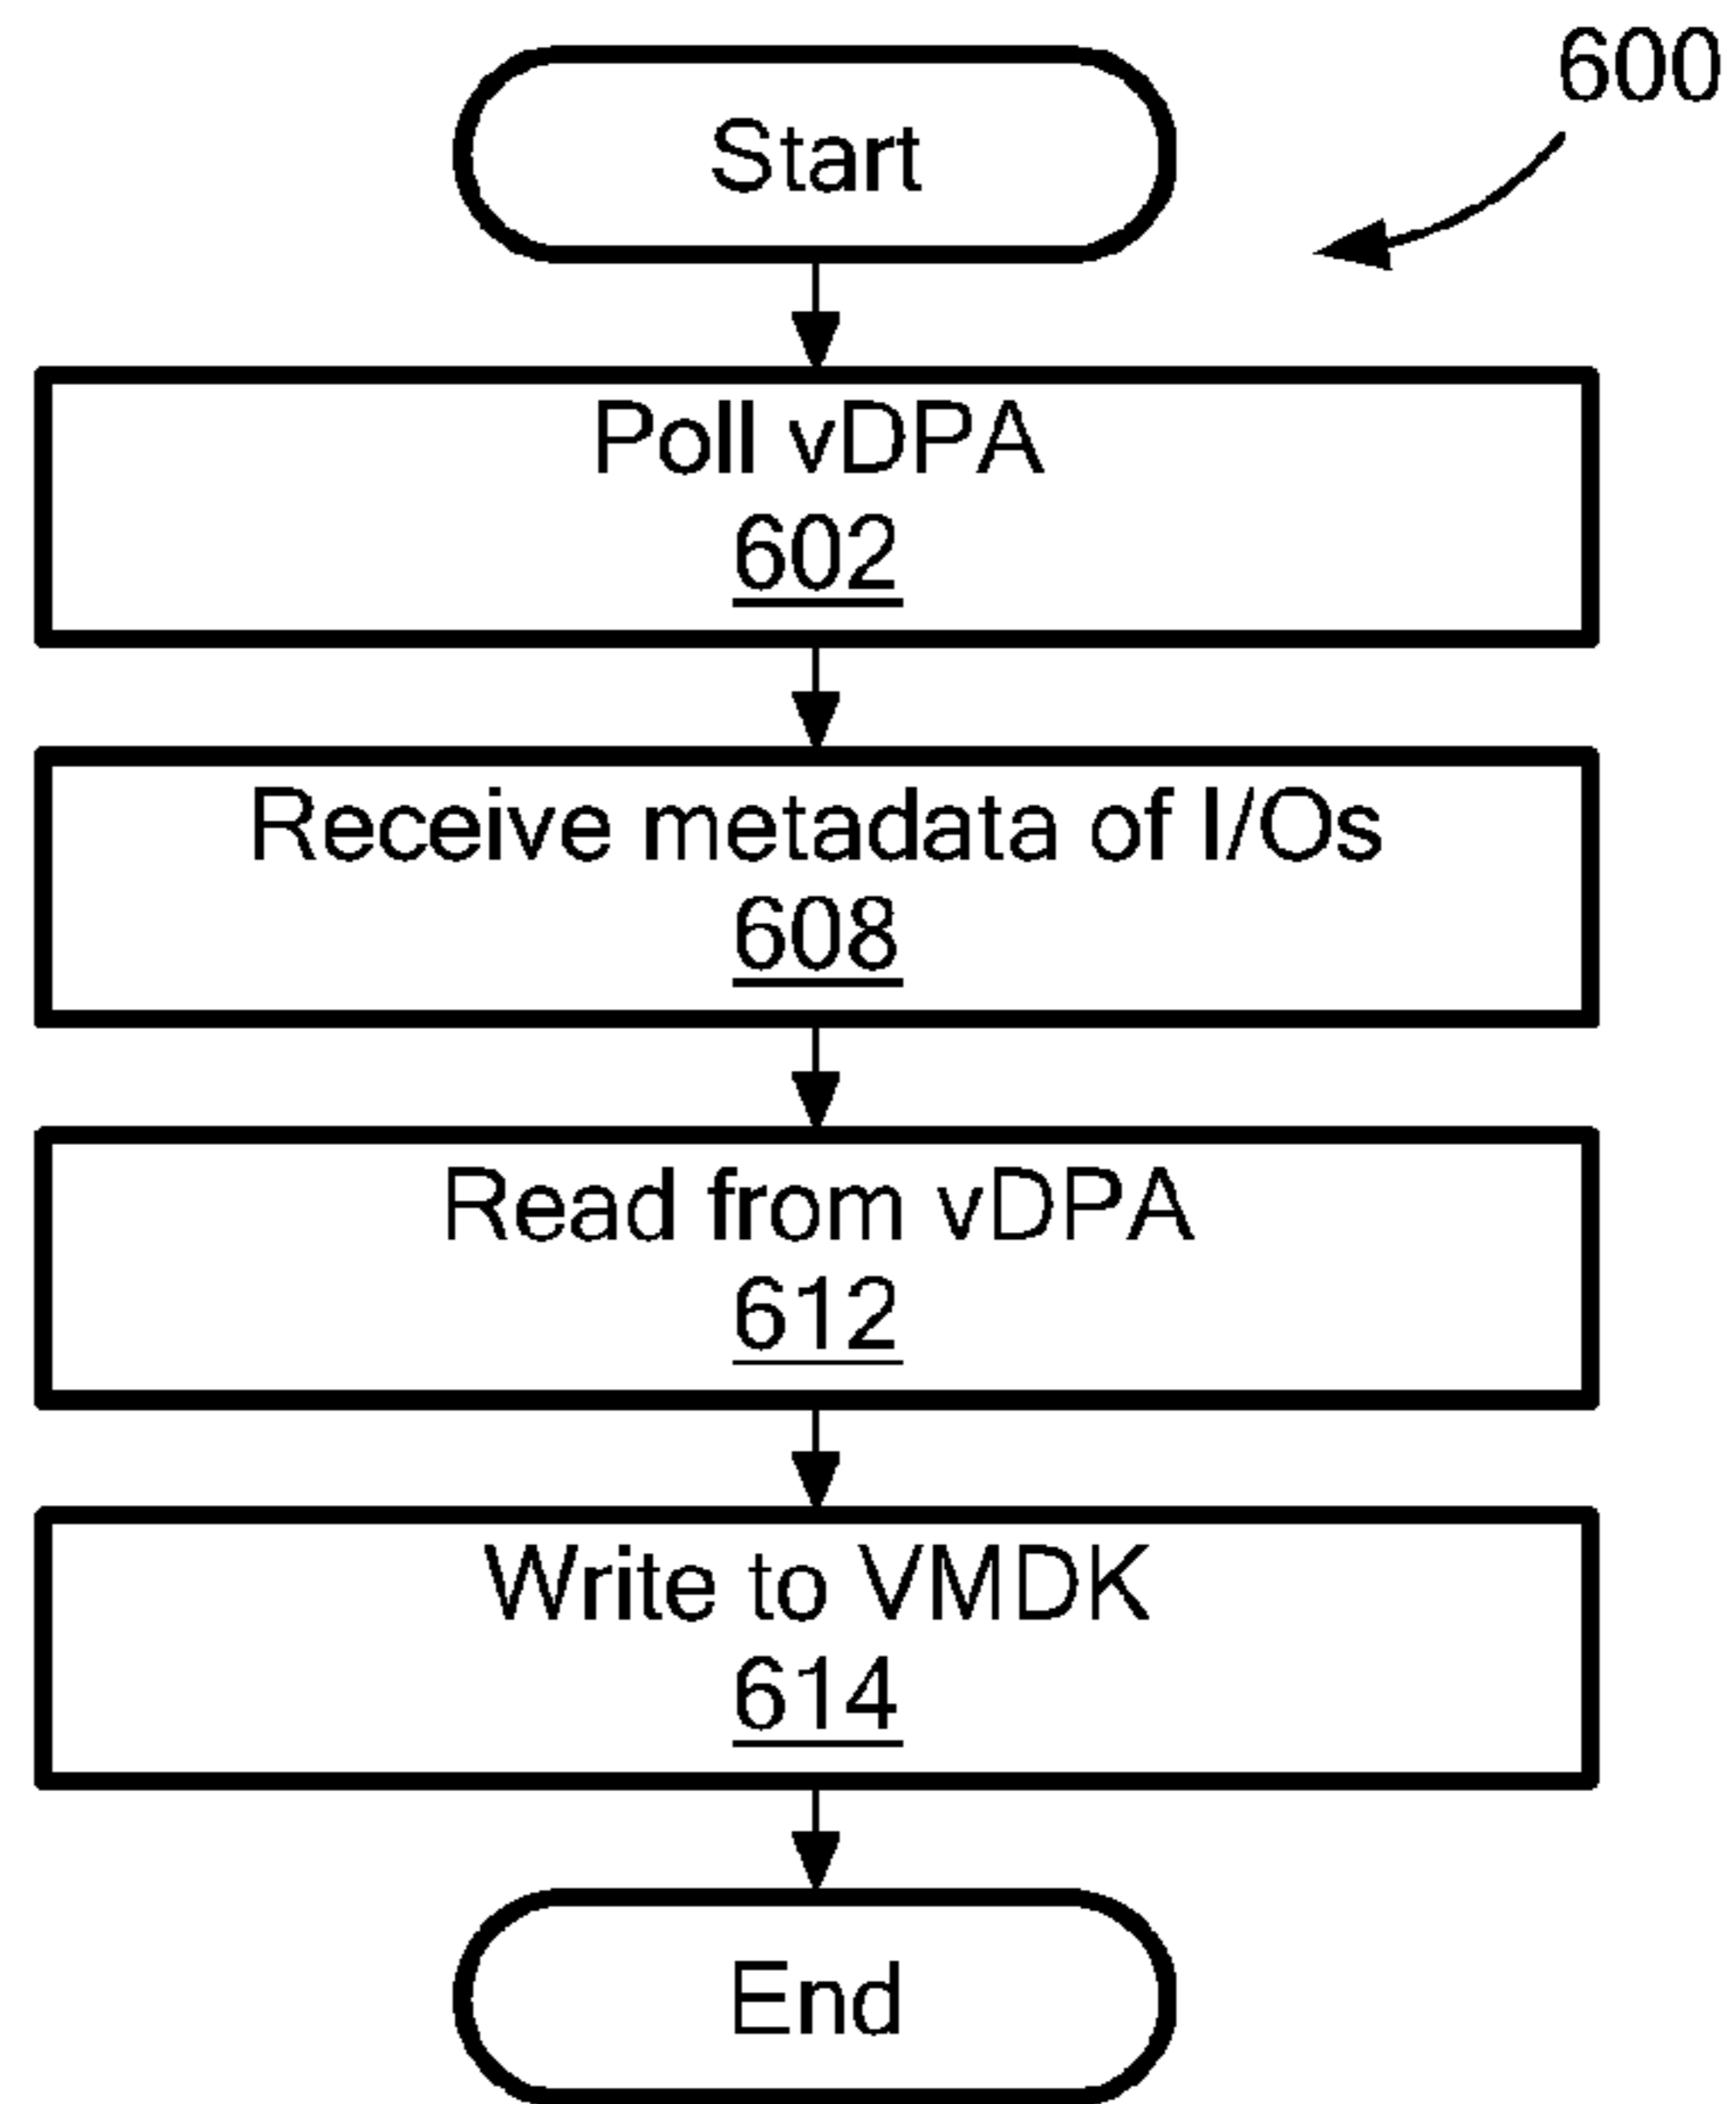 600
Start
Poll vDPA
602
Receive metadata of I/Os
608
Read from vDPA
612
Write to VMDK
614
End